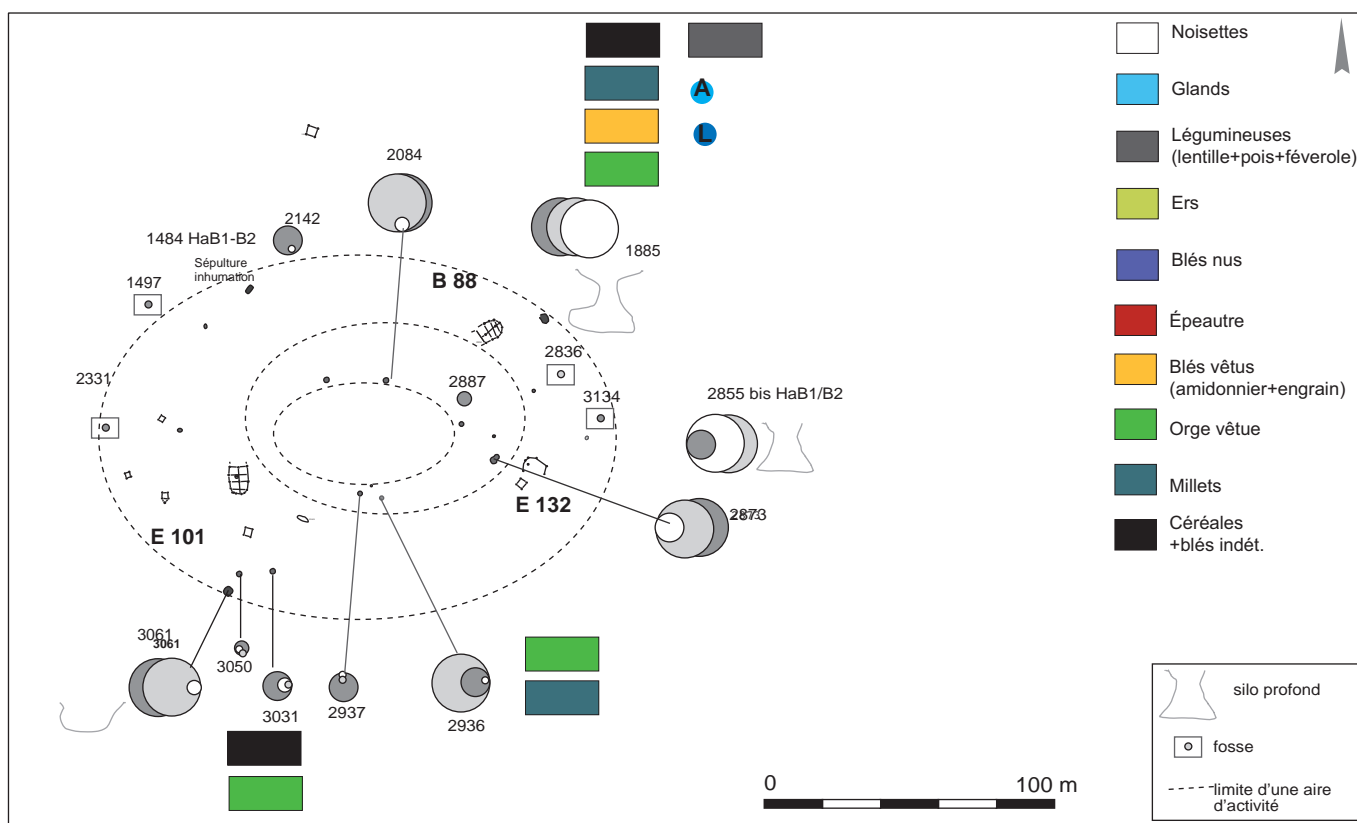 A
L
2084
2142
1484 HaB1-B2
Sépulture
inhumation
1497
B 88
1885
2331
2836
2887
3134
2855 bis HaB1/B2
2873
E 132
E 101
3061
3061
3050
3031
2937
2936
0
100 m
Noisettes
Glands
Légumineuses
(lentille+pois+féverole)
Ers
Blés nus
Épeautre
Blés vêtus
(amidonnier+engrain)
Orge vêtue
Millets
Céréales
+blés indét.
silo profond
fosse
limite d'une aire
d'activité